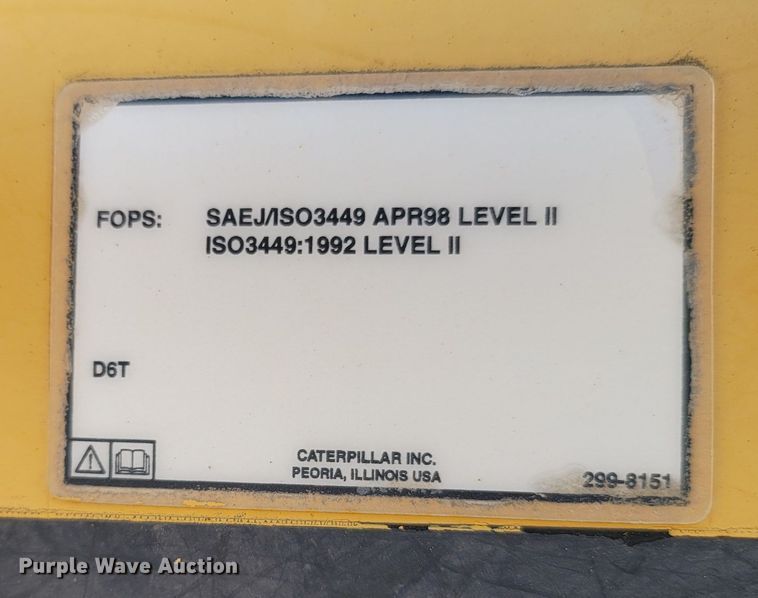 FOPS: SAEJ/ISO3449 APR98 LEVEL II
ISO3449:1992 LEVEL II
D6T
CATERPILLAR INC.
PEORIA, ILLINOIS USA
299-8151
Purple Wave Auction